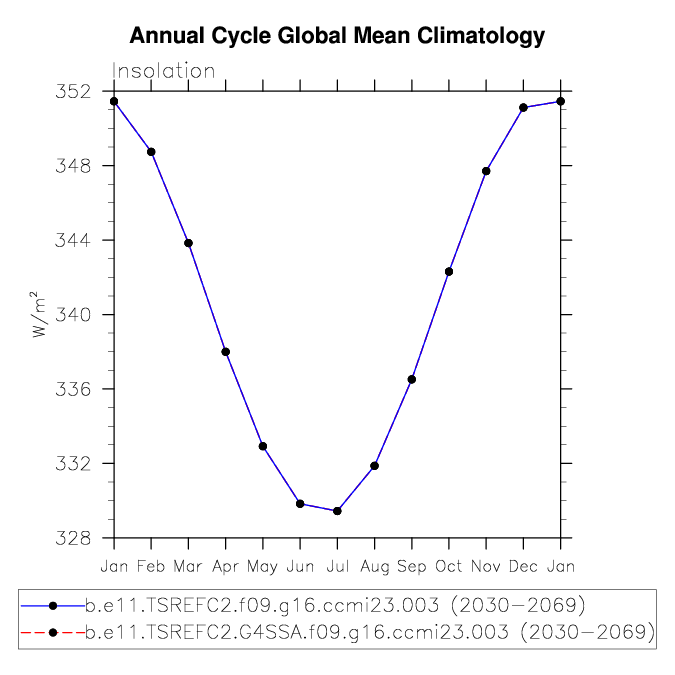 Annual Cycle Global Mean Climatology
Insolation
352
348
344
340
336
332
328
W/m²
Jan Feb Mar Apr May Jun Jul Aug Sep Oct Nov Dec Jan
b.e11.TSREFC2.f09.g16.ccmi23.003 (2030-2069)
b.e11.TSREFC2.G4SSA.f09.g16.ccmi23.003 (2030-2069)